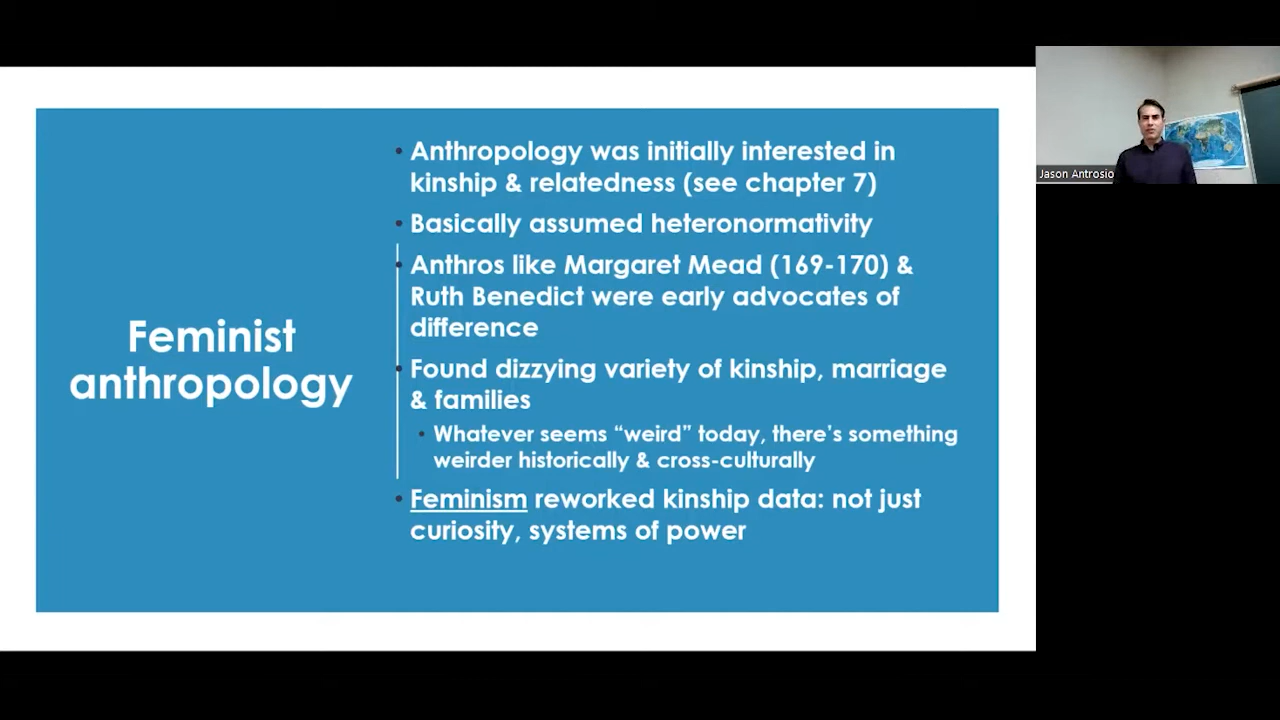 Feminist
anthropology
• Anthropology was initially interested in
kinship & relatedness (see chapter 7)
• Basically assumed heteronormativity
• Anthros like Margaret Mead (169-170) &
Ruth Benedict were early advocates of
difference
• Found dizzying variety of kinship, marriage
& families
• Whatever seems “weird” today, there’s something
weirder historically & cross-culturally
• Feminism reworked kinship data: not just
curiosity, systems of power
Jason Antrosio